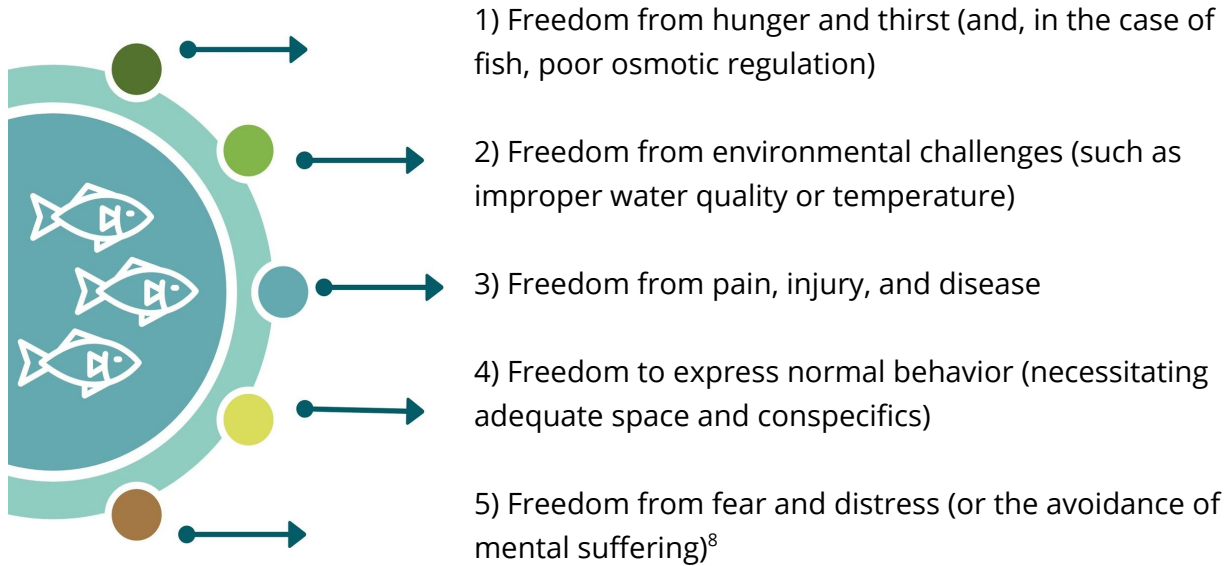 1) Freedom from hunger and thirst (and, in the case of
fish, poor osmotic regulation)
2) Freedom from environmental challenges (such as
improper water quality or temperature)
3) Freedom from pain, injury, and disease
4) Freedom to express normal behavior (necessitating
adequate space and conspecifics)
5) Freedom from fear and distress (or the avoidance of
mental suffering)⁸